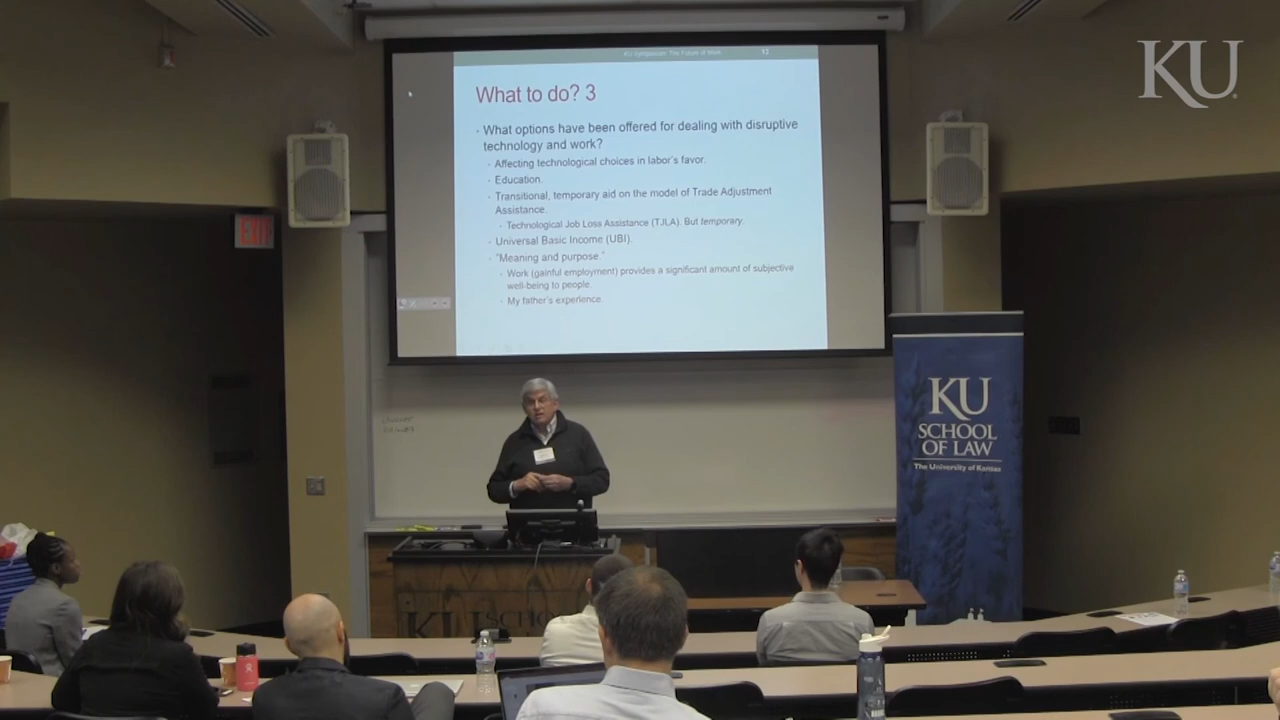 KU Symposium: The Future of Work 13
KU
What to do? 3
• What options have been offered for dealing with disruptive
technology and work?
• Affecting technological choices in labor's favor.
• Education.
• Transitional, temporary aid on the model of Trade Adjustment
Assistance.
• Technological Job Loss Assistance (TJLA). But temporary.
• Universal Basic Income (UBI).
• "Meaning and purpose."
• Work (gainful employment) provides a significant amount of subjective
well-being to people.
• My father's experience.
EXIT
KU
SCHOOL
OF LAW
The University of Kansas
KU SCHO